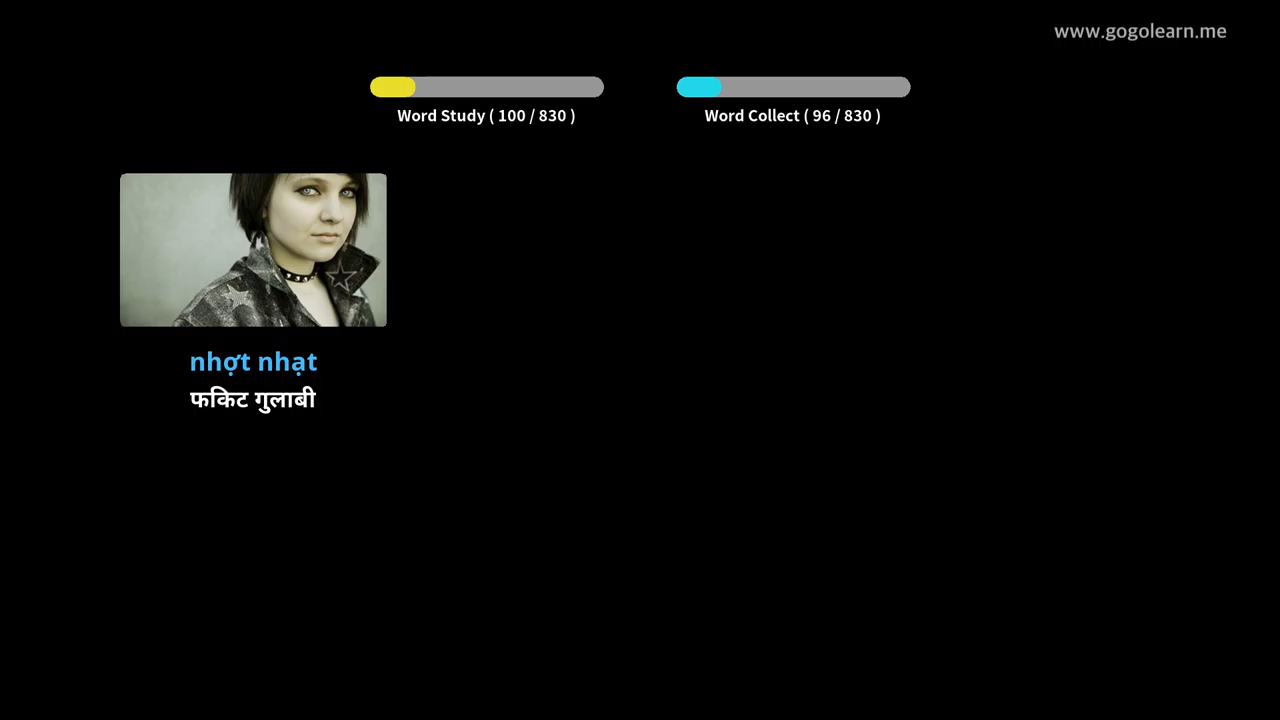 www.gogolearn.me
Word Study ( 100 / 830 )
Word Collect ( 96 / 830 )
nhợt nhạt
फकिट गुलाबी